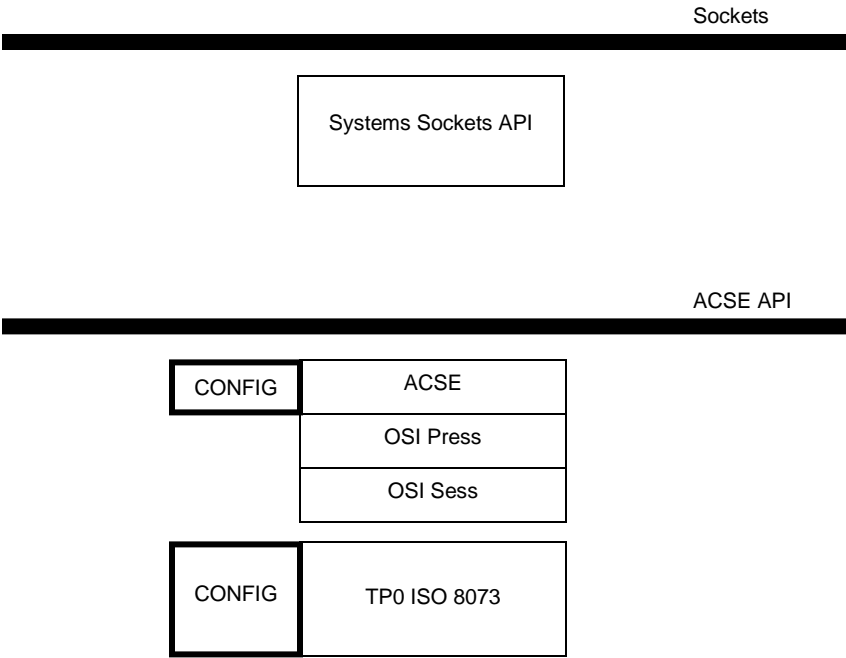 Sockets
Systems Sockets API
ACSE API
CONFIG
ACSE
OSI Press
OSI Sess
CONFIG
TP0 ISO 8073